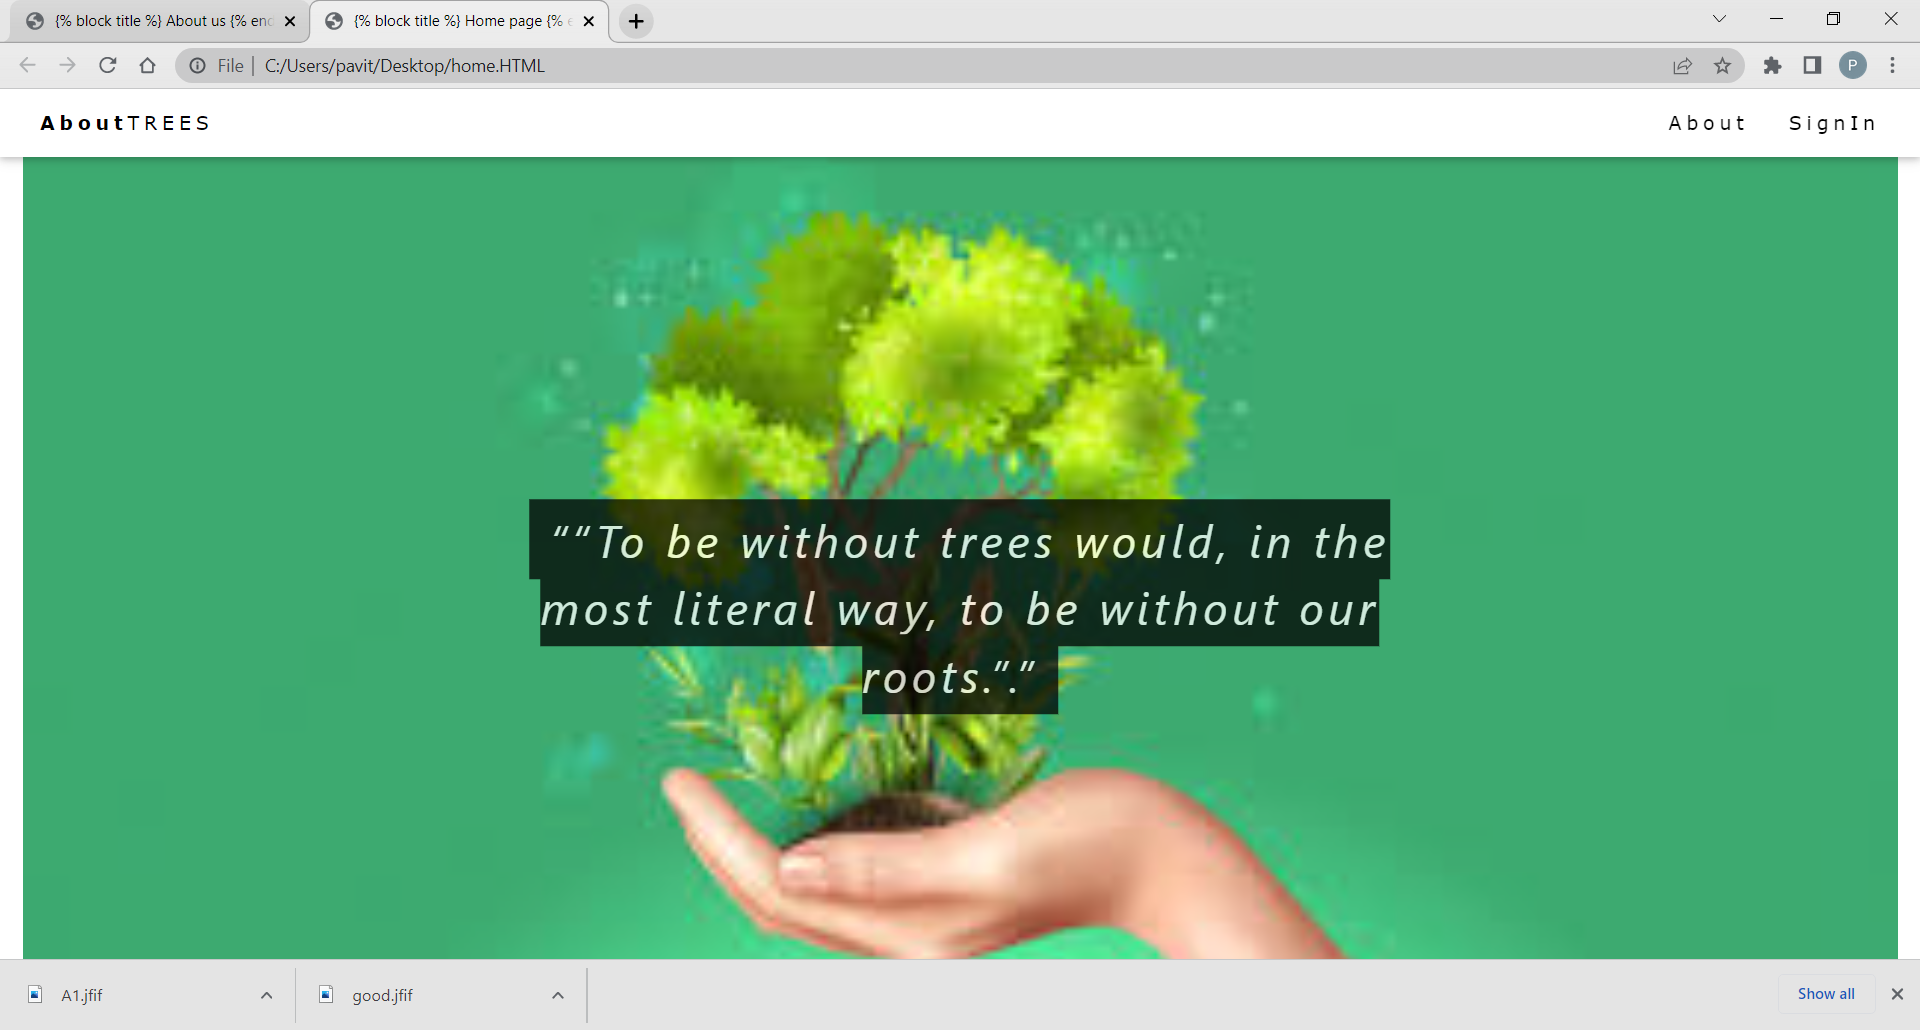 {% block title %} About us {% end
{% block title %} Home page {% e
File C:/Users/pavit/Desktop/home.HTML
P
AboutTREES
About SignIn
““To be without trees would, in the
most literal way, to be without our
roots.”.”
A1.jfif
good.jfif
Show all